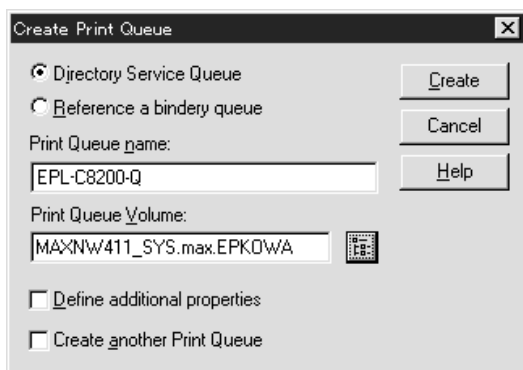 Create Print Queue
Directory Service Queue
Reference a bindery queue
Print Queue name:
EPL-C8200-Q
Print Queue Volume:
MAXNW411_SYS.max.EPKOWA
Define additional properties
Create another Print Queue
Create
Cancel
Help